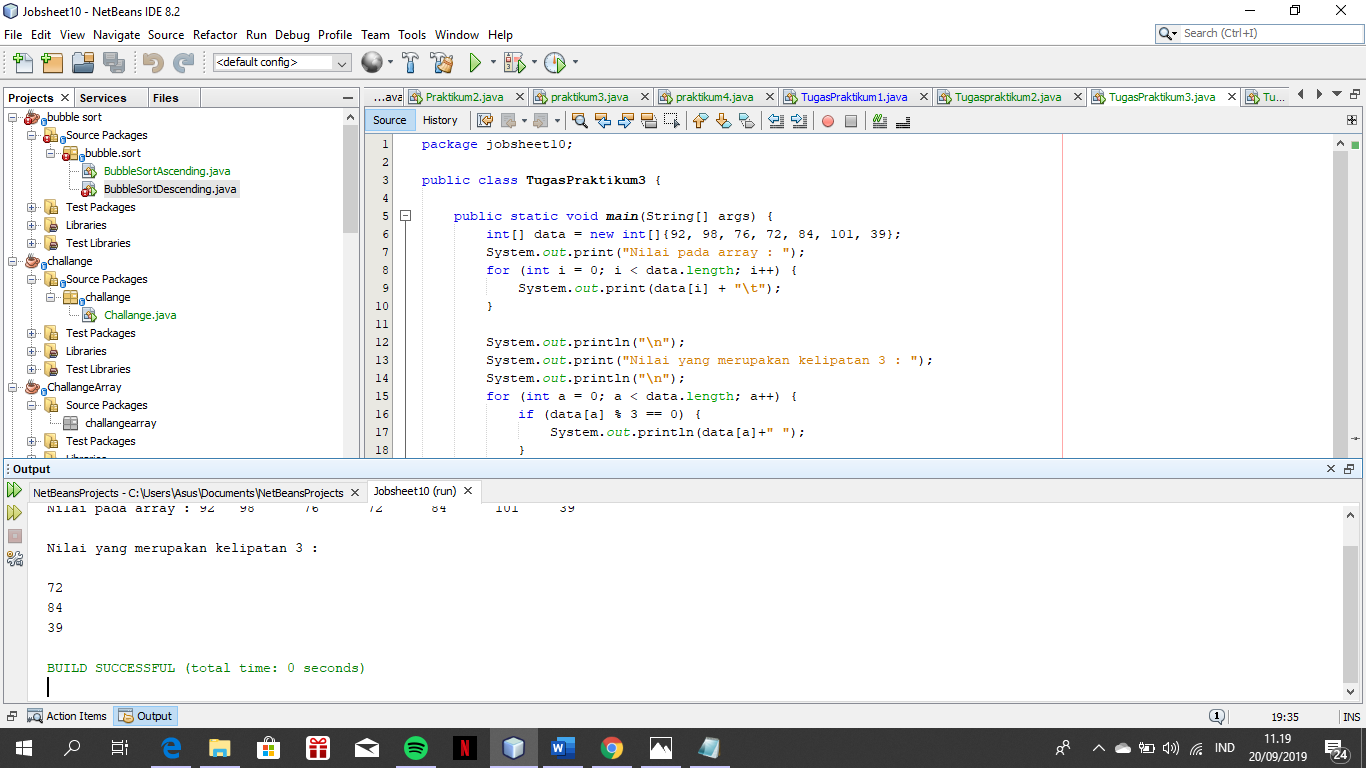 Jobsheet10 - NetBeans IDE 8.2
File Edit View Navigate Source Refactor Run Debug Profile Team Tools Window Help
Search (Ctrl+I)
<default config>
Projects Services Files
bubble sort
Source Packages
bubble.sort
BubbleSortAscending.java
BubbleSortDescending.java
Test Packages
Libraries
Test Libraries
challange
Source Packages
challange
Challange.java
Test Packages
Libraries
Test Libraries
ChallangeArray
Source Packages
challangearray
Test Packages
Libraries
...ava Praktikum2.java praktikum3.java praktikum4.java TugasPraktikum1.java Tugaspraktikum2.java TugasPraktikum3.java Tu...
Source History
1 package jobsheet10;
2
3 public class TugasPraktikum3 {
4
5 public static void main(String[] args) {
6 int[] data = new int[]{92, 98, 76, 72, 84, 101, 39};
7 System.out.print("Nilai pada array : ");
8 for (int i = 0; i < data.length; i++) {
9 System.out.print(data[i] + "\t");
10 }
11
12 System.out.println("\n");
13 System.out.print("Nilai yang merupakan kelipatan 3 : ");
14 System.out.println("\n");
15 for (int a = 0; a < data.length; a++) {
16 if (data[a] % 3 == 0) {
17 System.out.println(data[a]+" ");
18 }
Output
NetBeansProjects - C:\Users\Asus\Documents\NetBeansProjects Jobsheet10 (run)
Nilai pada array : 92 98 76 72 84 101 39
Nilai yang merupakan kelipatan 3 :
72
84
39
BUILD SUCCESSFUL (total time: 0 seconds)
Action Items Output
1 19:35 INS
IND 11.19
20/09/2019 24